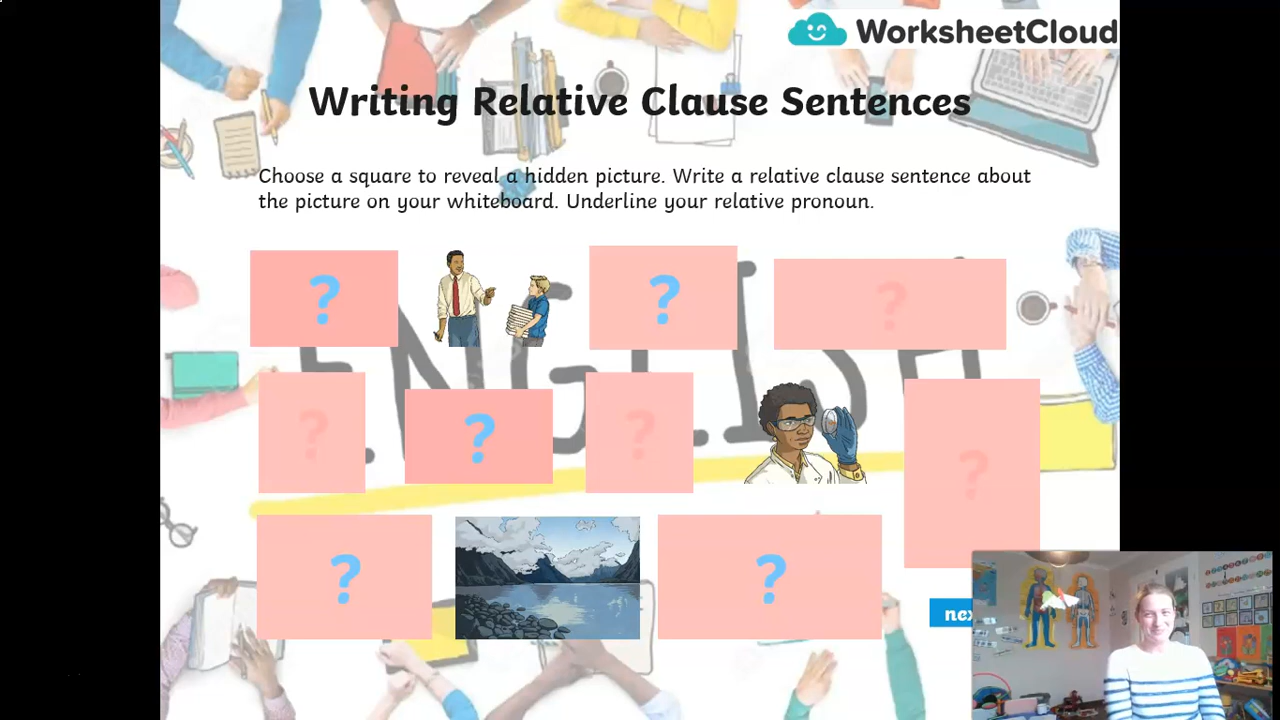 WorksheetCloud
Writing Relative Clause Sentences
Choose a square to reveal a hidden picture. Write a relative clause sentence about
the picture on your whiteboard. Underline your relative pronoun.
? ? ?
? ? ? ?
? ?
ENGLISH